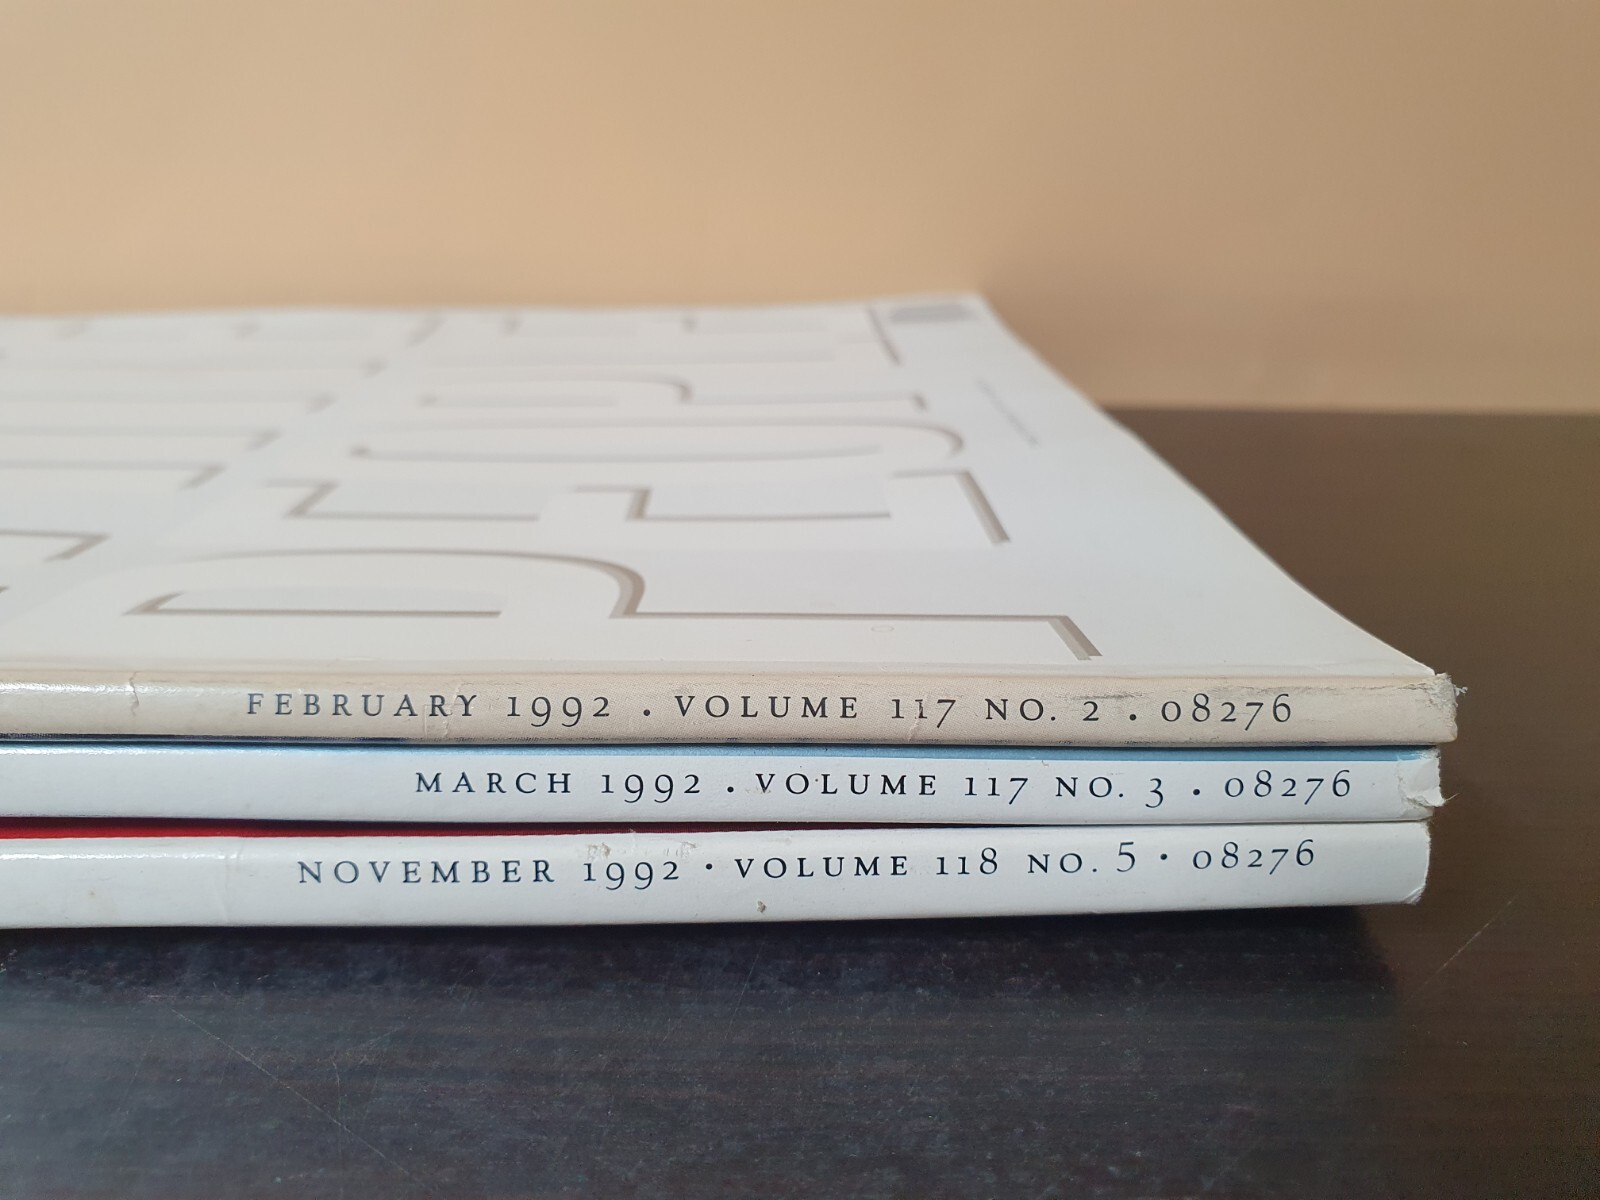 FEBRUARY 1992 . VOLUME 117 NO. 2 . 08276
MARCH 1992 . VOLUME 117 NO. 3 . 08276
NOVEMBER 1992 · VOLUME 118 NO. 5 · 08276